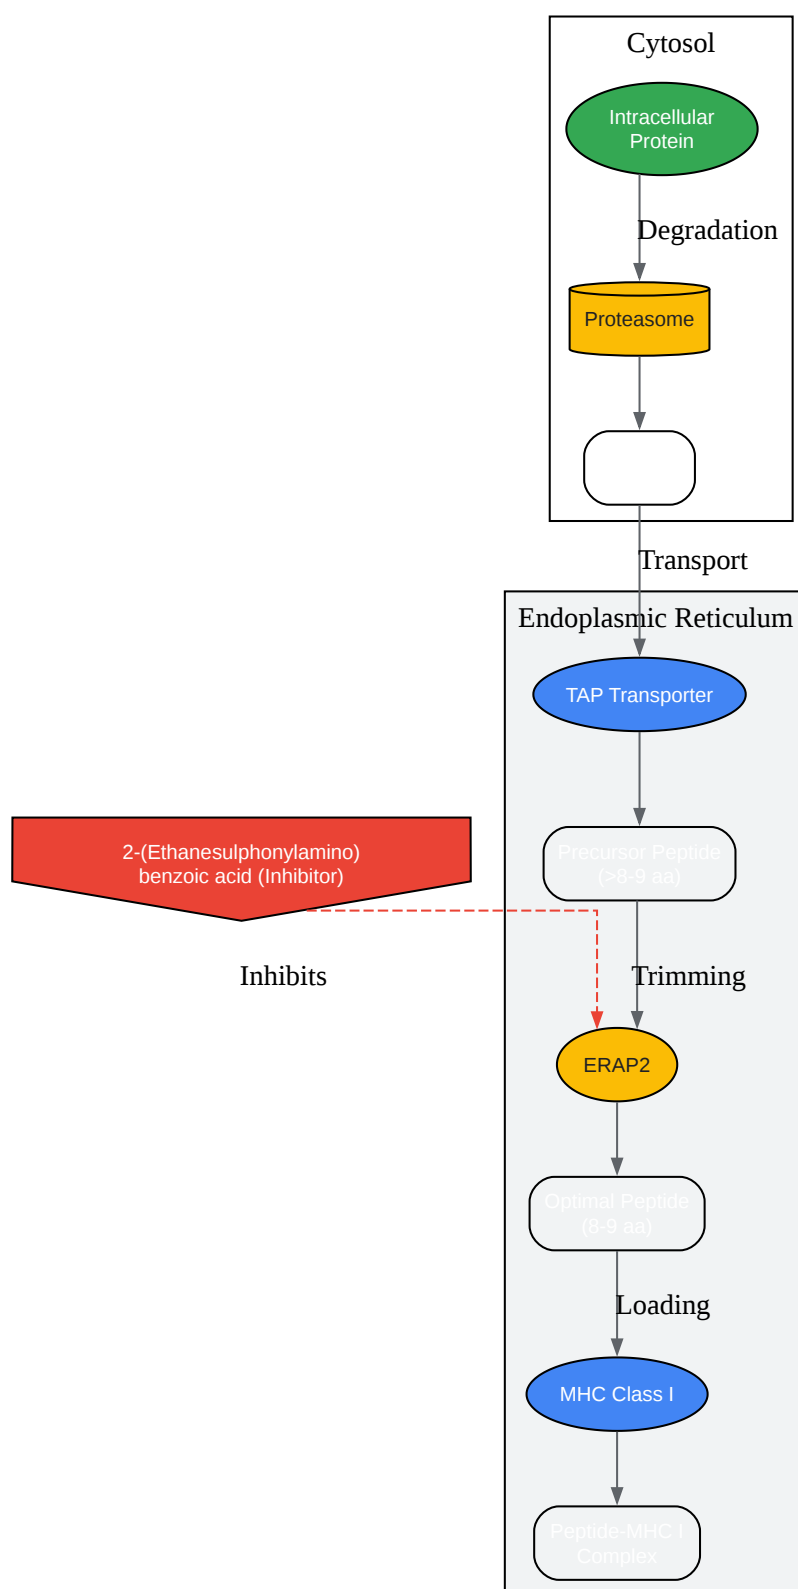 Cytosol
Intracellular
Protein
Degradation
Proteasome
Transport
Endoplasmic Reticulum
TAP Transporter
2-(Ethanesulphonylamino)
benzoic acid (Inhibitor)
Precursor Peptide
(>8-9 aa)
Inhibits
Trimming
ERAP2
Optimal Peptide
(8-9 aa)
Loading
MHC Class I
Peptide-MHC I
Complex